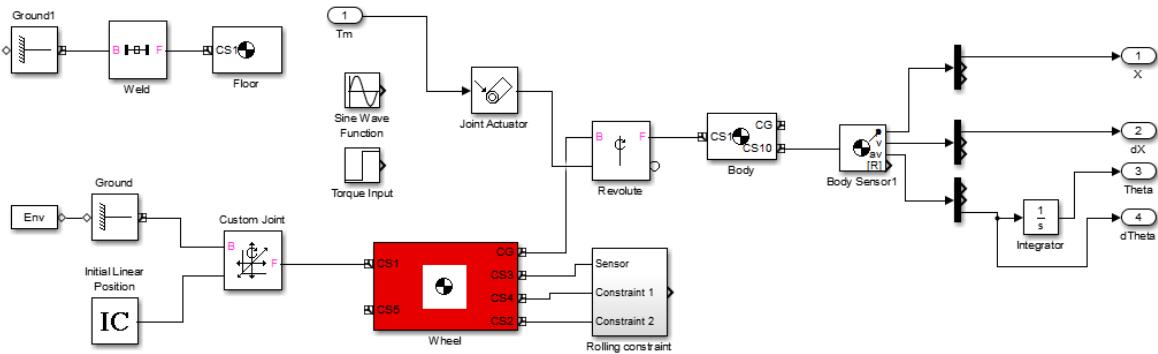 Ground1
B F
Weld
CS1
Floor
1
Tm
Sine Wave
Function
Torque Input
Joint Actuator
B F
Revolute
CS1
CG
CS10
Body
v
av
[R]
Body Sensor1
1
X
2
dX
3
Theta
4
dTheta
1
s
Integrator
Env
Ground
Custom Joint
B
F
Initial Linear
Position
IC
CS1
CS5
CG
CS3
CS4
CS2
Wheel
Sensor
Constraint 1
Constraint 2
Rolling constraint